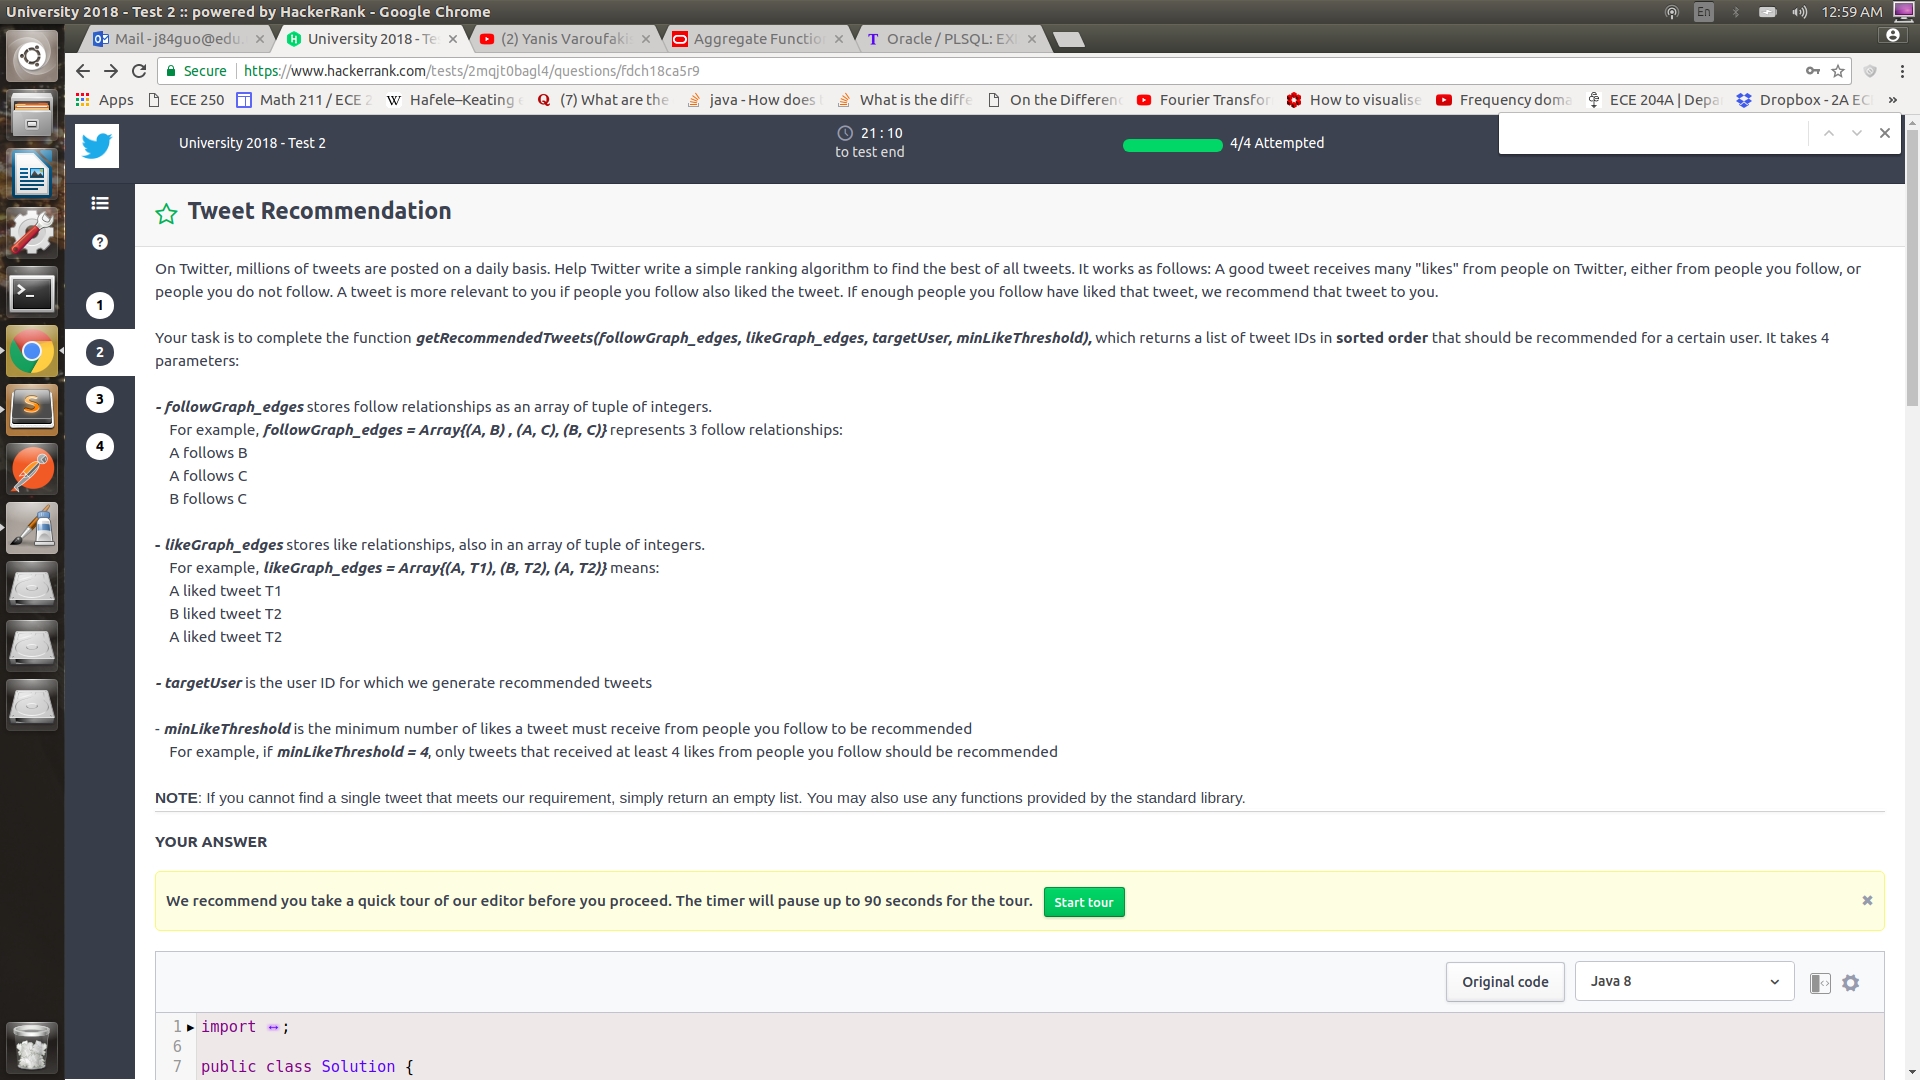 University 2018 - Test 2 :: powered by HackerRank - Google Chrome
En
12:59 AM
Mail - j84guo@edu.
University 2018 - Te
(2) Yanis Varoufaki
Aggregate Functio
Oracle / PLSQL: EX
Secure
https://www.hackerrank.com/tests/2mqjt0bagl4/questions/fdch18ca5r9
Apps
ECE 250
Math 211 / ECE 2
Hafele–Keating
(7) What are the
java - How does
What is the diffe
On the Differen
Fourier Transfor
How to visualise
Frequency doma
ECE 204A | Depa
Dropbox - 2A EC
»
University 2018 - Test 2
21 : 10
to test end
4/4 Attempted
Tweet Recommendation
1
2
3
4
On Twitter, millions of tweets are posted on a daily basis. Help Twitter write a simple ranking algorithm to find the best of all tweets. It works as follows: A good tweet receives many "likes" from people on Twitter, either from people you follow, or
people you do not follow. A tweet is more relevant to you if people you follow also liked the tweet. If enough people you follow have liked that tweet, we recommend that tweet to you.
Your task is to complete the function getRecommendedTweets(followGraph_edges, likeGraph_edges, targetUser, minLikeThreshold), which returns a list of tweet IDs in sorted order that should be recommended for a certain user. It takes 4
parameters:
- followGraph_edges stores follow relationships as an array of tuple of integers.
For example, followGraph_edges = Array{(A, B) , (A, C), (B, C)} represents 3 follow relationships:
A follows B
A follows C
B follows C
- likeGraph_edges stores like relationships, also in an array of tuple of integers.
For example, likeGraph_edges = Array{(A, T1), (B, T2), (A, T2)} means:
A liked tweet T1
B liked tweet T2
A liked tweet T2
- targetUser is the user ID for which we generate recommended tweets
- minLikeThreshold is the minimum number of likes a tweet must receive from people you follow to be recommended
For example, if minLikeThreshold = 4, only tweets that received at least 4 likes from people you follow should be recommended
NOTE: If you cannot find a single tweet that meets our requirement, simply return an empty list. You may also use any functions provided by the standard library.
YOUR ANSWER
We recommend you take a quick tour of our editor before you proceed. The timer will pause up to 90 seconds for the tour.
Start tour
Original code
Java 8
1 import ;
6
7 public class Solution {